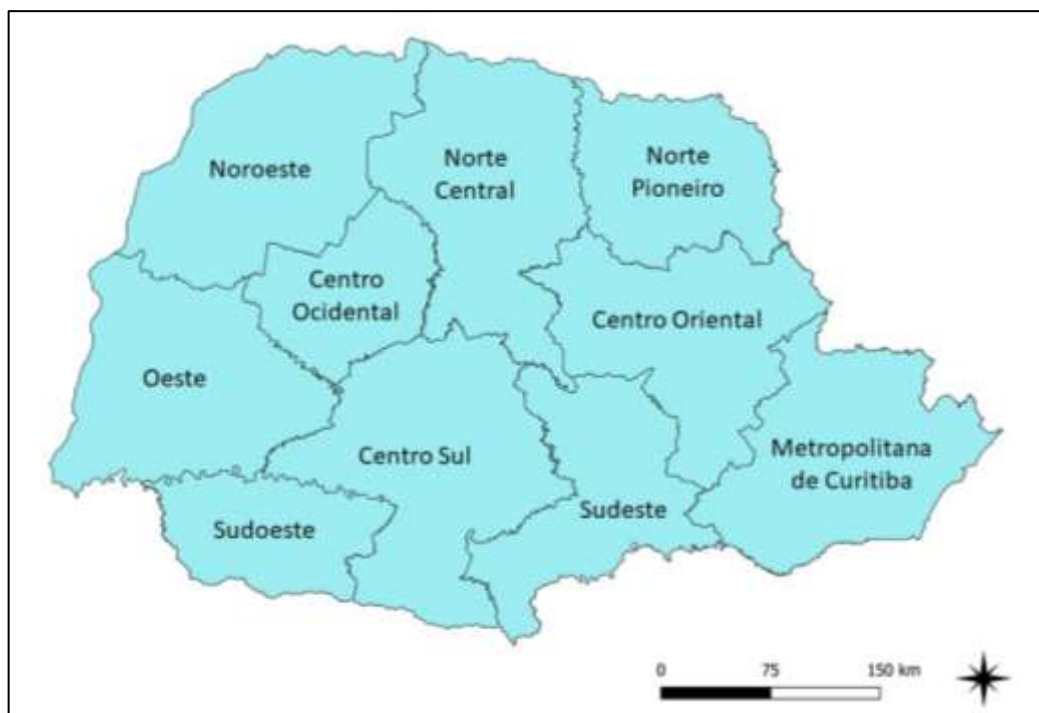 Noroeste
Norte
Central
Norte
Pioneiro
Centro
Ocidental
Centro Oriental
Oeste
Centro Sul
Metropolitana
de Curitiba
Sudoeste
Sudeste
0 75 150 km